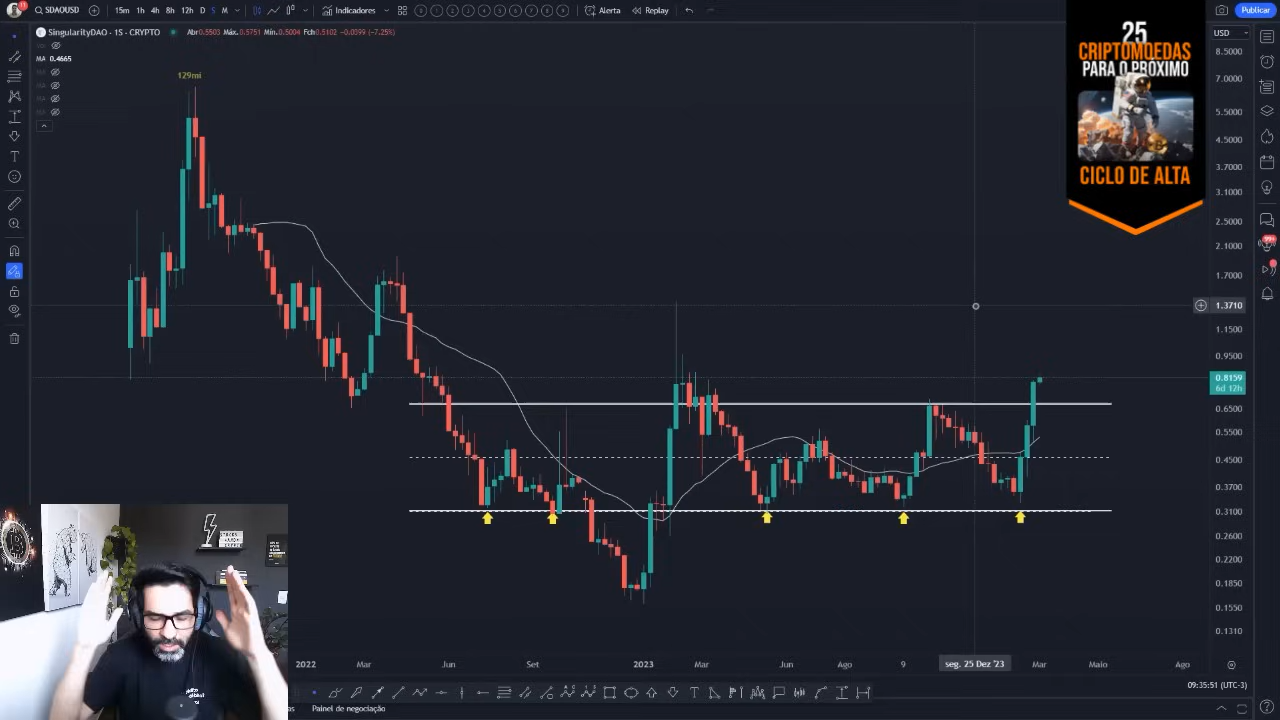 SDAOUSD
15m 1h 4h 8h 12h D S M
Indicadores
Alerta
Replay
Publicar
SingularityDAO · 1S · CRYPTO
Abr0.5503 Máx.0.5751 Mín.0.5004 Fch0.5102 −0.0399 (−7.25%)
MA 0.4665
129mi
25
CRIPTOMOEDAS
PARA O PRÓXIMO
CICLO DE ALTA
USD
8.5000
7.0000
5.5000
4.5000
3.7000
3.1000
2.5000
2.1000
1.7000
1.3710
1.1500
0.9500
0.8159
6d 12h
0.6500
0.5500
0.4500
0.3700
0.3100
0.2600
0.2200
0.1850
0.1550
0.1310
2022
Mar
Jun
Set
2023
Mar
Jun
Ago
9
seg. 25 Dez '23
Mar
Maio
Ago
09:35:51 (UTC-3)
Painel de negociação